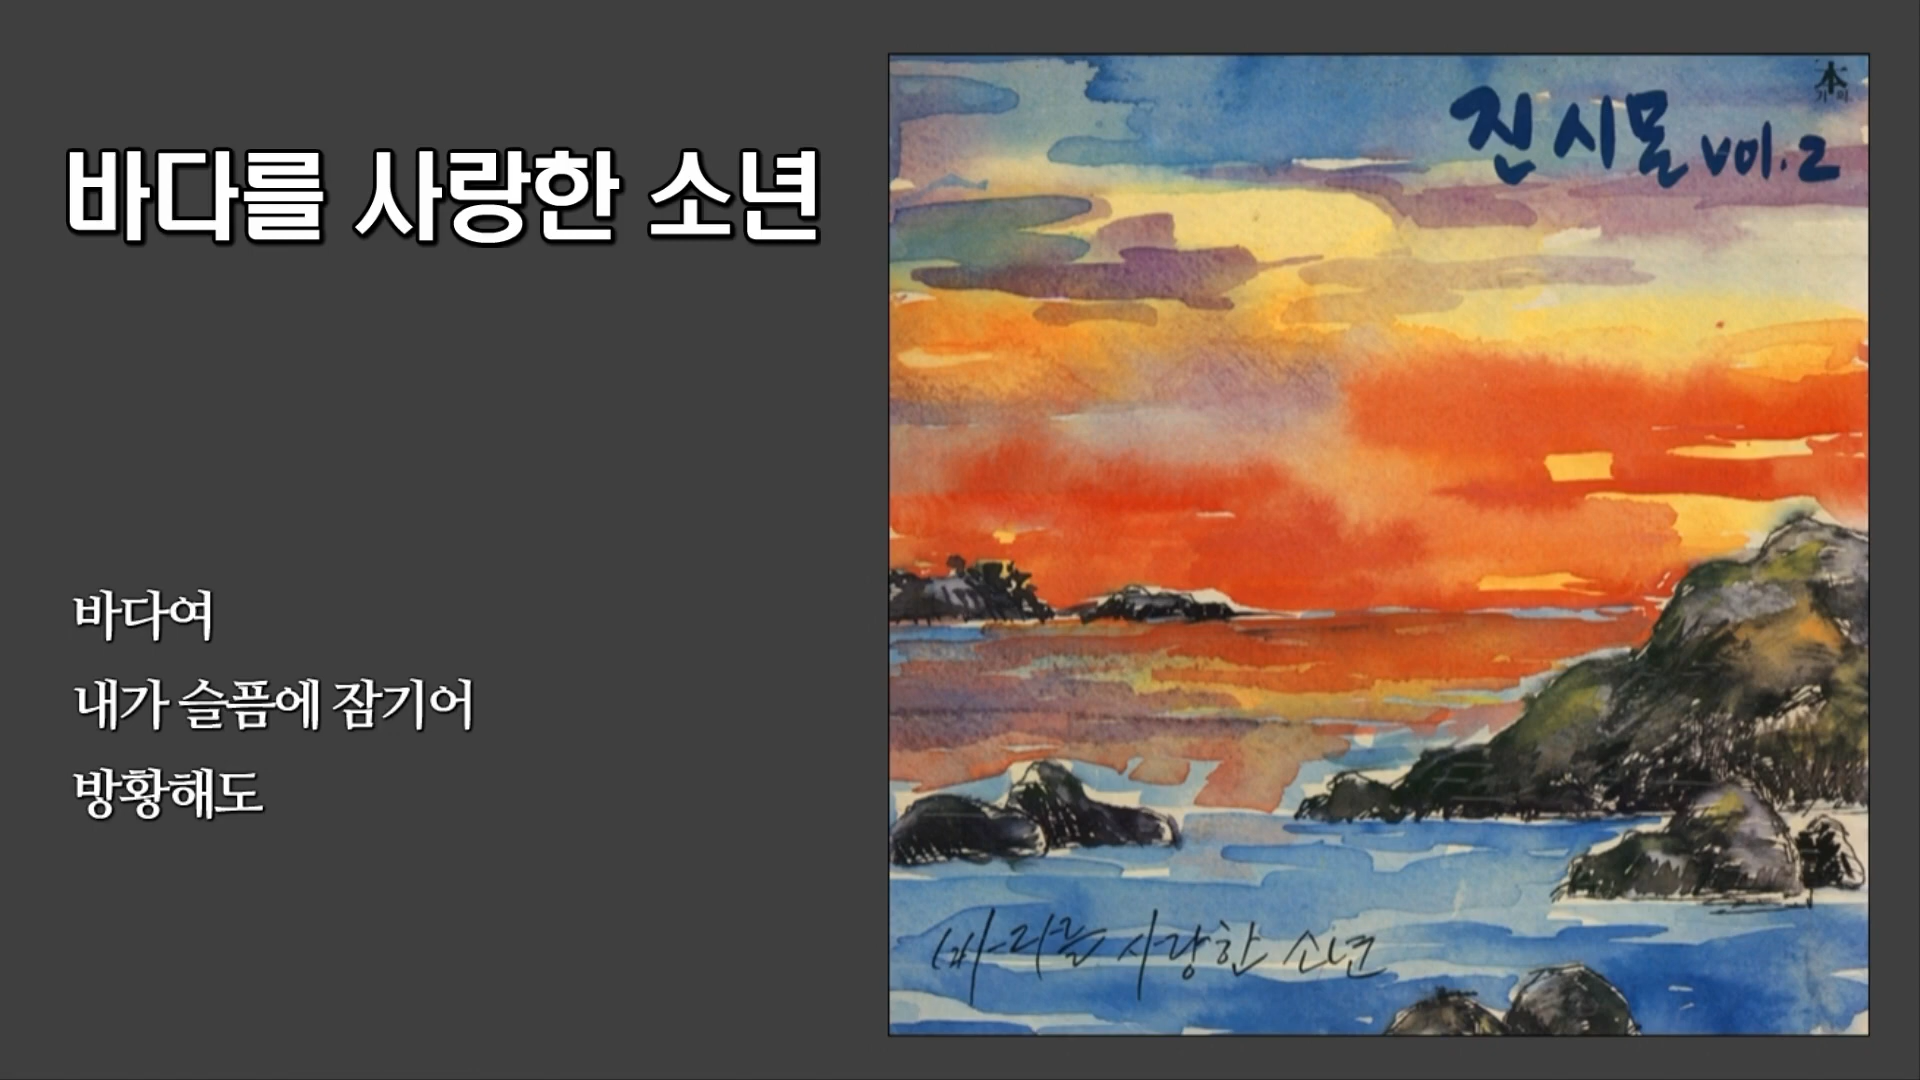 바다를 사랑한 소년
바다여
내가 슬픔에 잠기어
방황해도
진시몬 vol.2
바다를 사랑한 소년